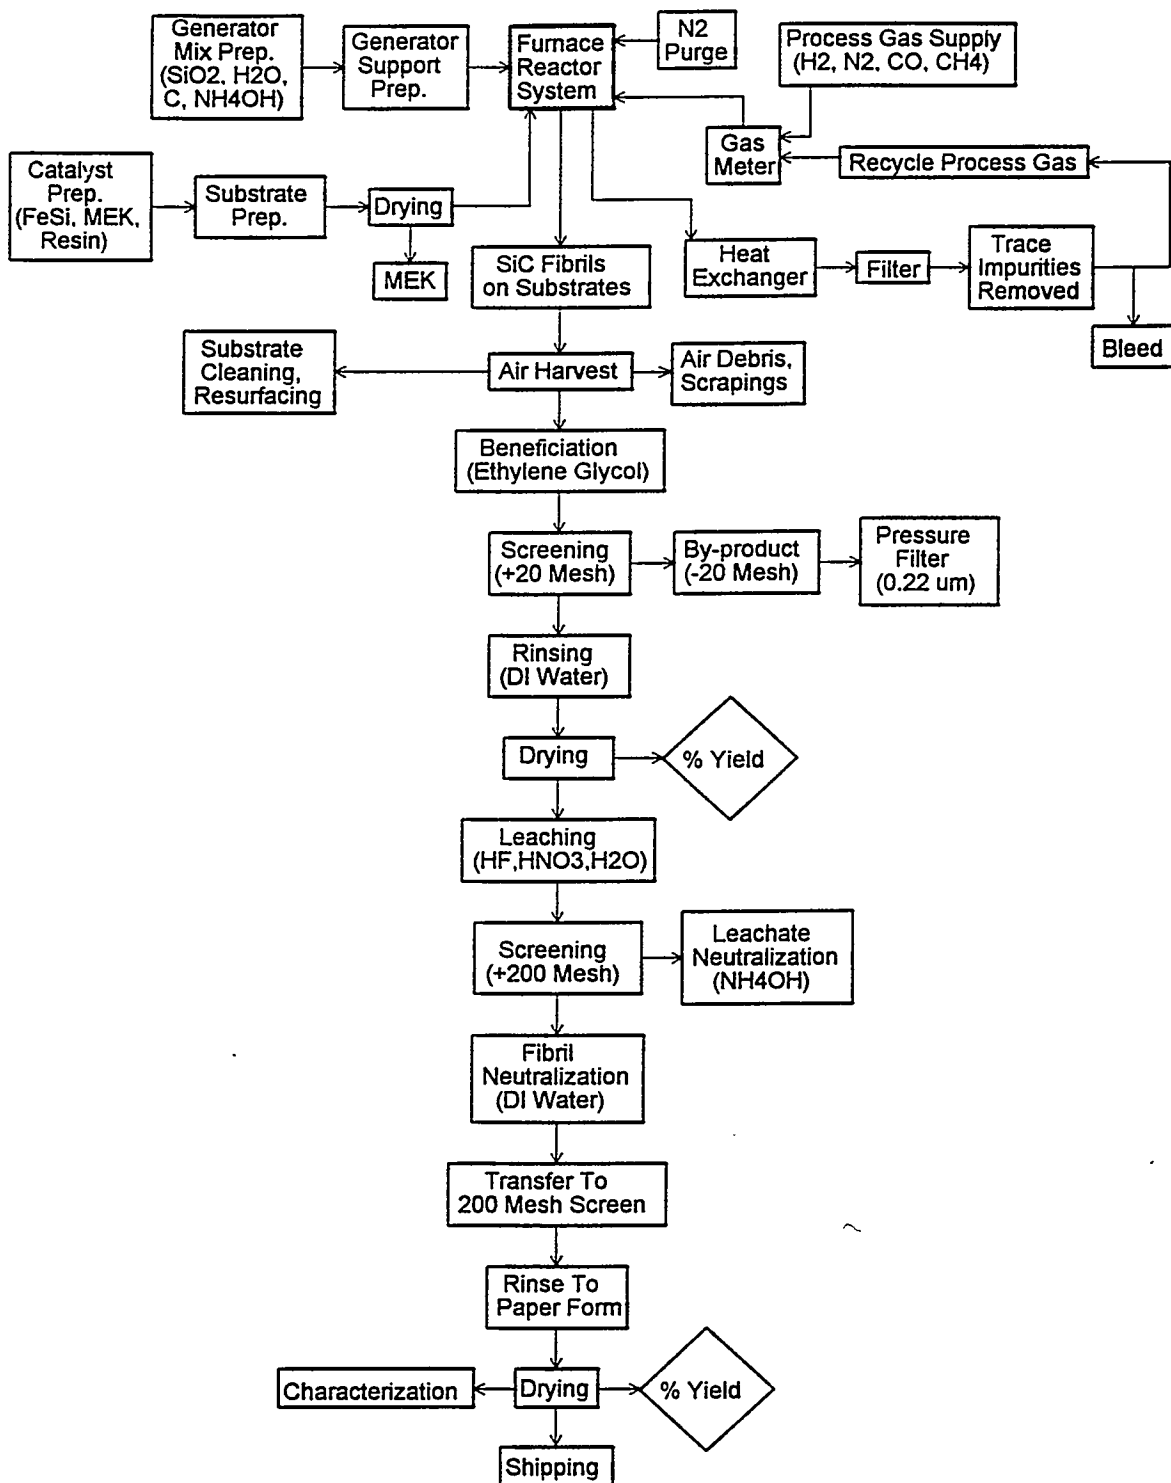 Generator
Mix Prep.
(SiO2, H2O,
C, NH4OH)
Generator
Support
Prep.
Furnace
Reactor
System
N2
Purge
Process Gas Supply
(H2, N2, CO, CH4)
Gas
Meter
Recycle Process Gas
Catalyst
Prep.
(FeSi, MEK,
Resin)
Substrate
Prep.
Drying
MEK
SiC Fibrils
on Substrates
Heat
Exchanger
Filter
Trace
Impurities
Removed
Bleed
Substrate
Cleaning,
Resurfacing
Air Harvest
Air Debris,
Scrapings
Beneficiation
(Ethylene Glycol)
Screening
(+20 Mesh)
By-product
(-20 Mesh)
Pressure
Filter
(0.22 um)
Rinsing
(DI Water)
Drying
% Yield
Leaching
(HF,HNO3,H2O)
Screening
(+200 Mesh)
Leachate
Neutralization
(NH4OH)
Fibril
Neutralization
(DI Water)
Transfer To
200 Mesh Screen
Rinse To
Paper Form
Characterization
Drying
% Yield
Shipping